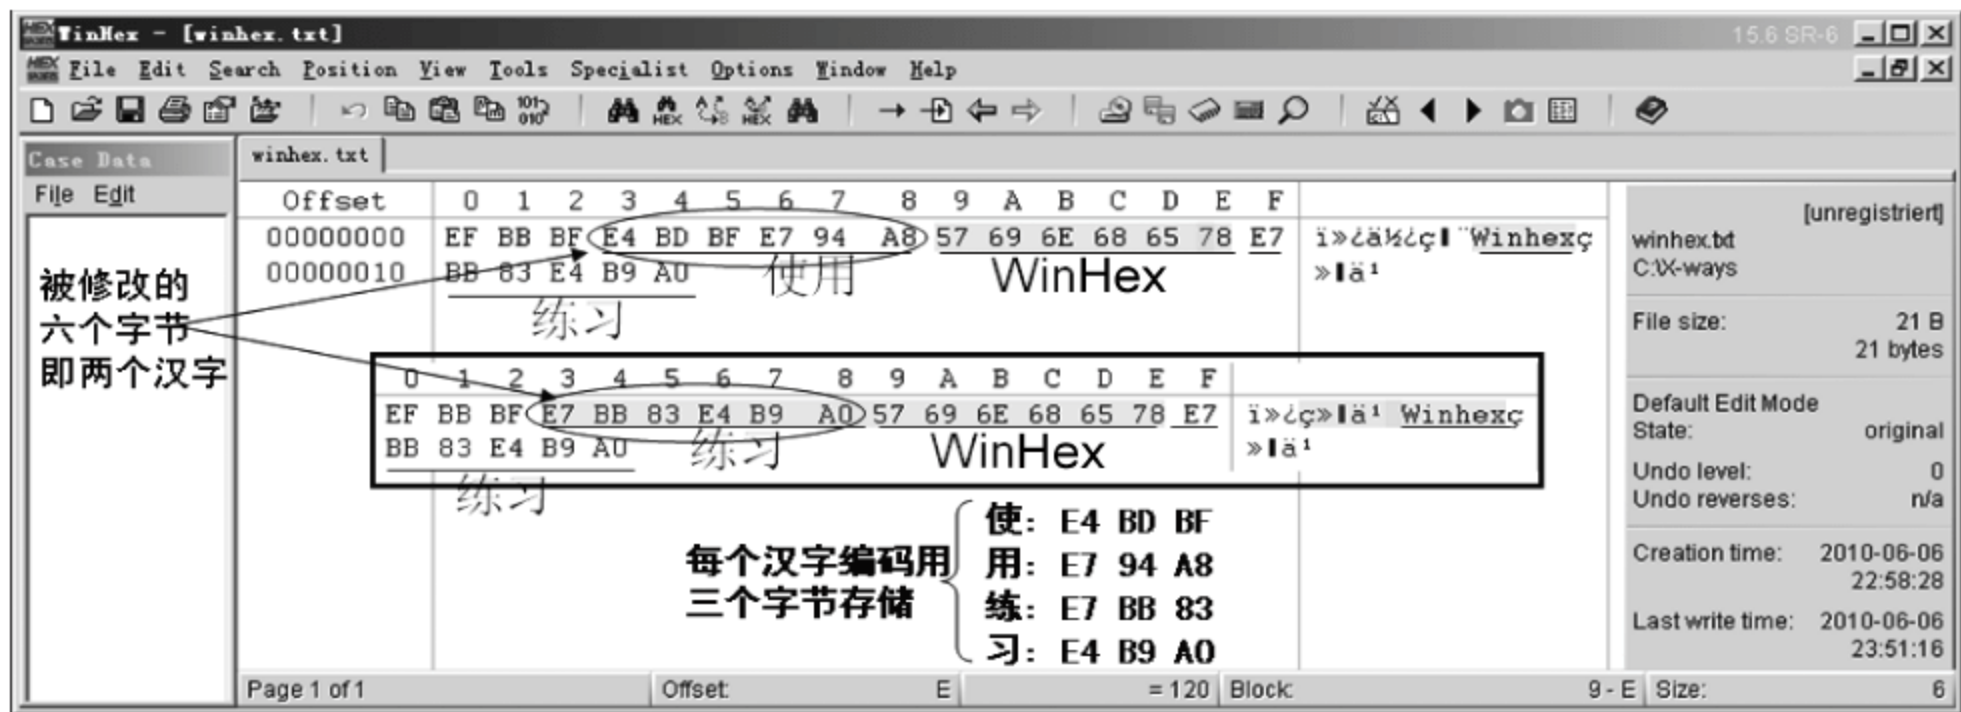 WinHex - [winhex.txt] 15.6 SR-6
File Edit Search Position View Tools Specialist Options Window Help
Case Data
File Edit
被修改的
六个字节
即两个汉字
winhex.txt
Offset 0 1 2 3 4 5 6 7 8 9 A B C D E F
00000000 EF BB BF E4 BD BF E7 94 A8 57 69 6E 68 65 78 E7 ï»¿ä½¿ç▌¨Winhexç
00000010 BB 83 E4 B9 A0 »▌ä¹
使用 WinHex
练习
0 1 2 3 4 5 6 7 8 9 A B C D E F
EF BB BF E7 BB 83 E4 B9 A0 57 69 6E 68 65 78 E7 ï»¿ç»▌ä¹ Winhexç
BB 83 E4 B9 A0 »▌ä¹
练习 WinHex
练习
每个汉字编码用
三个字节存储
使: E4 BD BF
用: E7 94 A8
练: E7 BB 83
习: E4 B9 A0
[unregistriert]
winhex.txt
C:\X-ways
File size: 21 B
21 bytes
Default Edit Mode
State: original
Undo level: 0
Undo reverses: n/a
Creation time: 2010-06-06
22:58:28
Last write time: 2010-06-06
23:51:16
Page 1 of 1 Offset: E = 120 Block: 9 - E Size: 6